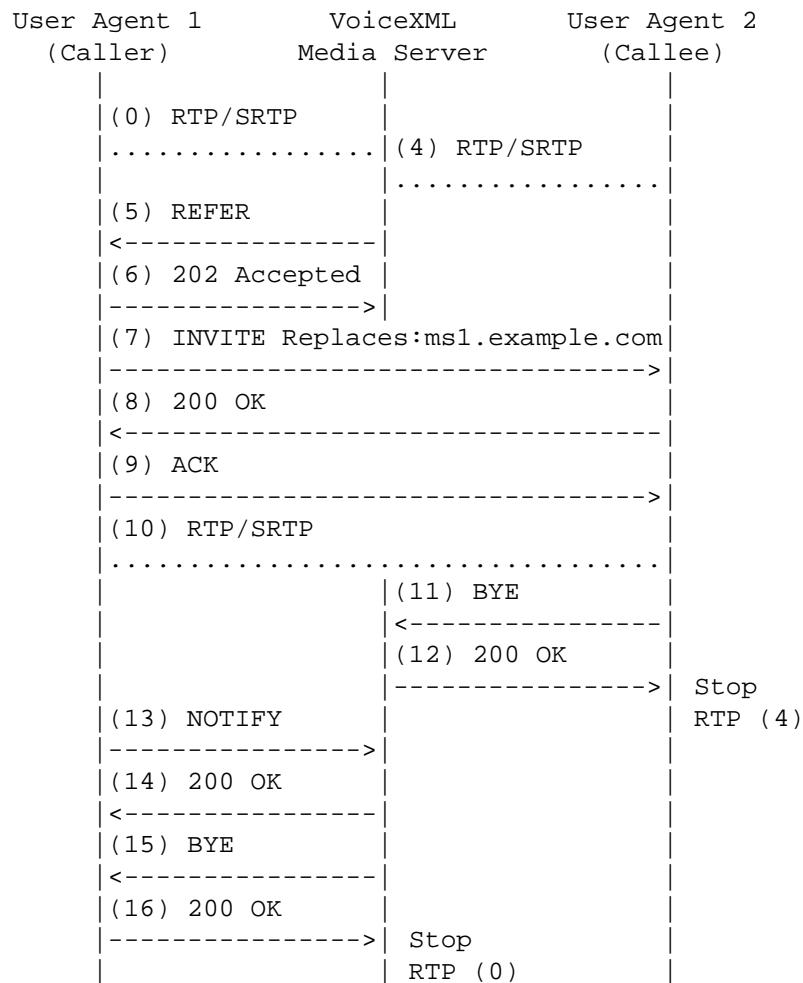 User Agent 1 VoiceXML User Agent 2
(Caller) Media Server (Callee)
(0) RTP/SRTP
(4) RTP/SRTP
(5) REFER
(6) 202 Accepted
(7) INVITE Replaces:ms1.example.com
(8) 200 OK
(9) ACK
(10) RTP/SRTP
(11) BYE
(12) 200 OK
Stop
(13) NOTIFY RTP (4)
(14) 200 OK
(15) BYE
(16) 200 OK
Stop
RTP (0)